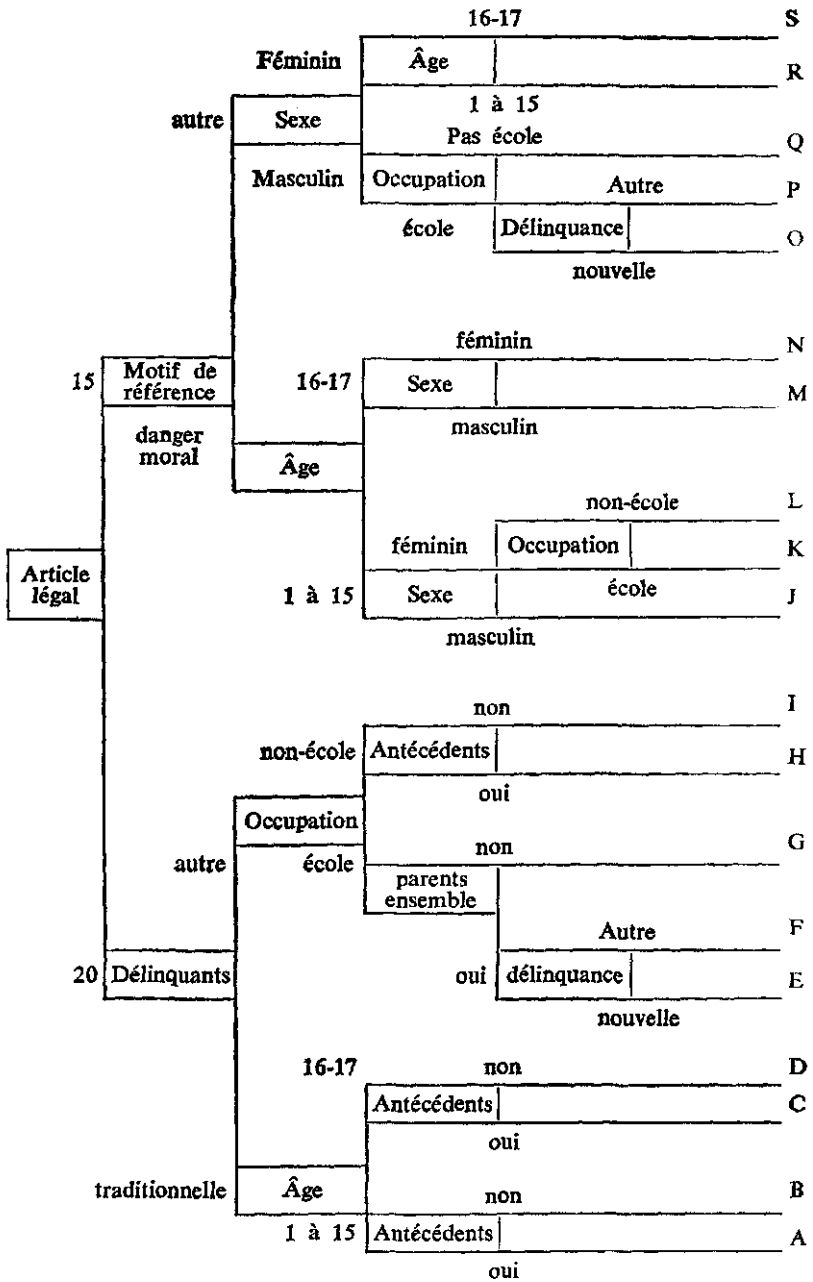 16-17 S
Féminin Âge R
1 à 15
autre Sexe Pas école Q
Masculin Occupation Autre P
école Délinquance O
nouvelle
féminin N
15 Motif de référence 16-17 Sexe M
masculin
danger moral
Âge
non-école L
féminin Occupation K
Article légal
1 à 15 Sexe école J
masculin
non I
non-école Antécédents H
oui
Occupation
autre école non G
parents ensemble
Autre F
20 Délinquants oui délinquance E
nouvelle
16-17 non D
Antécédents C
oui
traditionnelle Âge non B
1 à 15 Antécédents A
oui